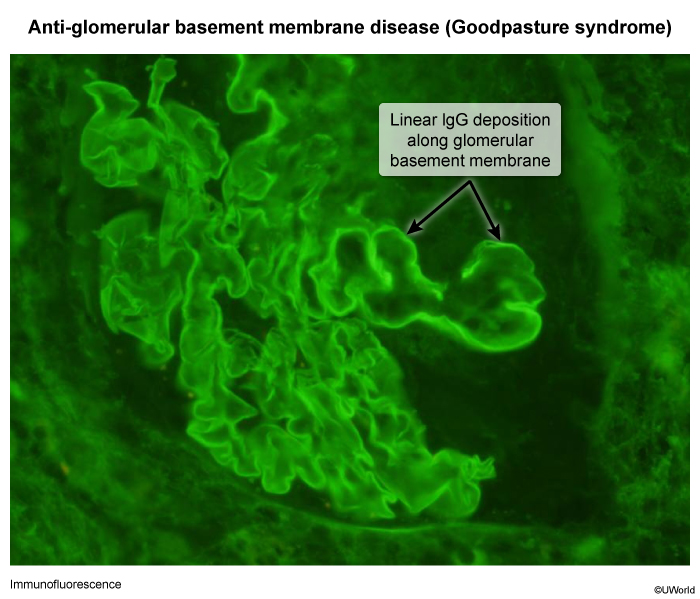 Anti-glomerular basement membrane disease (Goodpasture syndrome)
Linear IgG deposition
along glomerular
basement membrane
Immunofluorescence
©UWorld